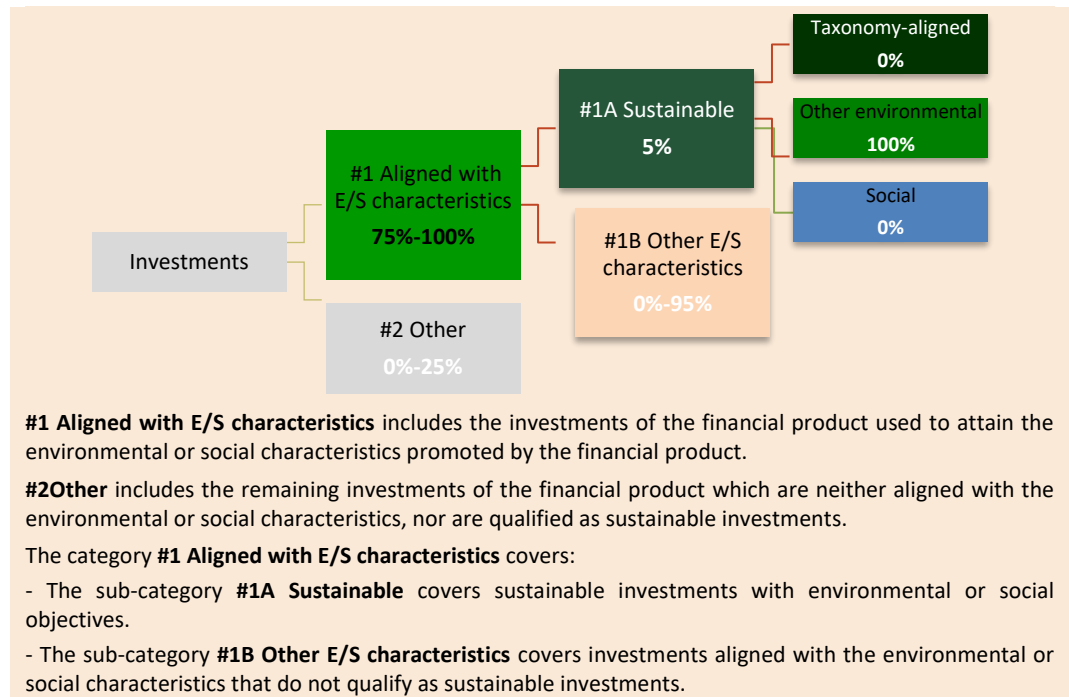 Taxonomy-aligned
0%
#1A Sustainable
5%
Other environmental
100%
#1 Aligned with
E/S characteristics
75%-100%
Social
0%
#1B Other E/S
characteristics
0%-95%
Investments
#2 Other
0%-25%
#1 Aligned with E/S characteristics includes the investments of the financial product used to attain the
environmental or social characteristics promoted by the financial product.
#2Other includes the remaining investments of the financial product which are neither aligned with the
environmental or social characteristics, nor are qualified as sustainable investments.
The category #1 Aligned with E/S characteristics covers:
- The sub-category #1A Sustainable covers sustainable investments with environmental or social
objectives.
- The sub-category #1B Other E/S characteristics covers investments aligned with the environmental or
social characteristics that do not qualify as sustainable investments.